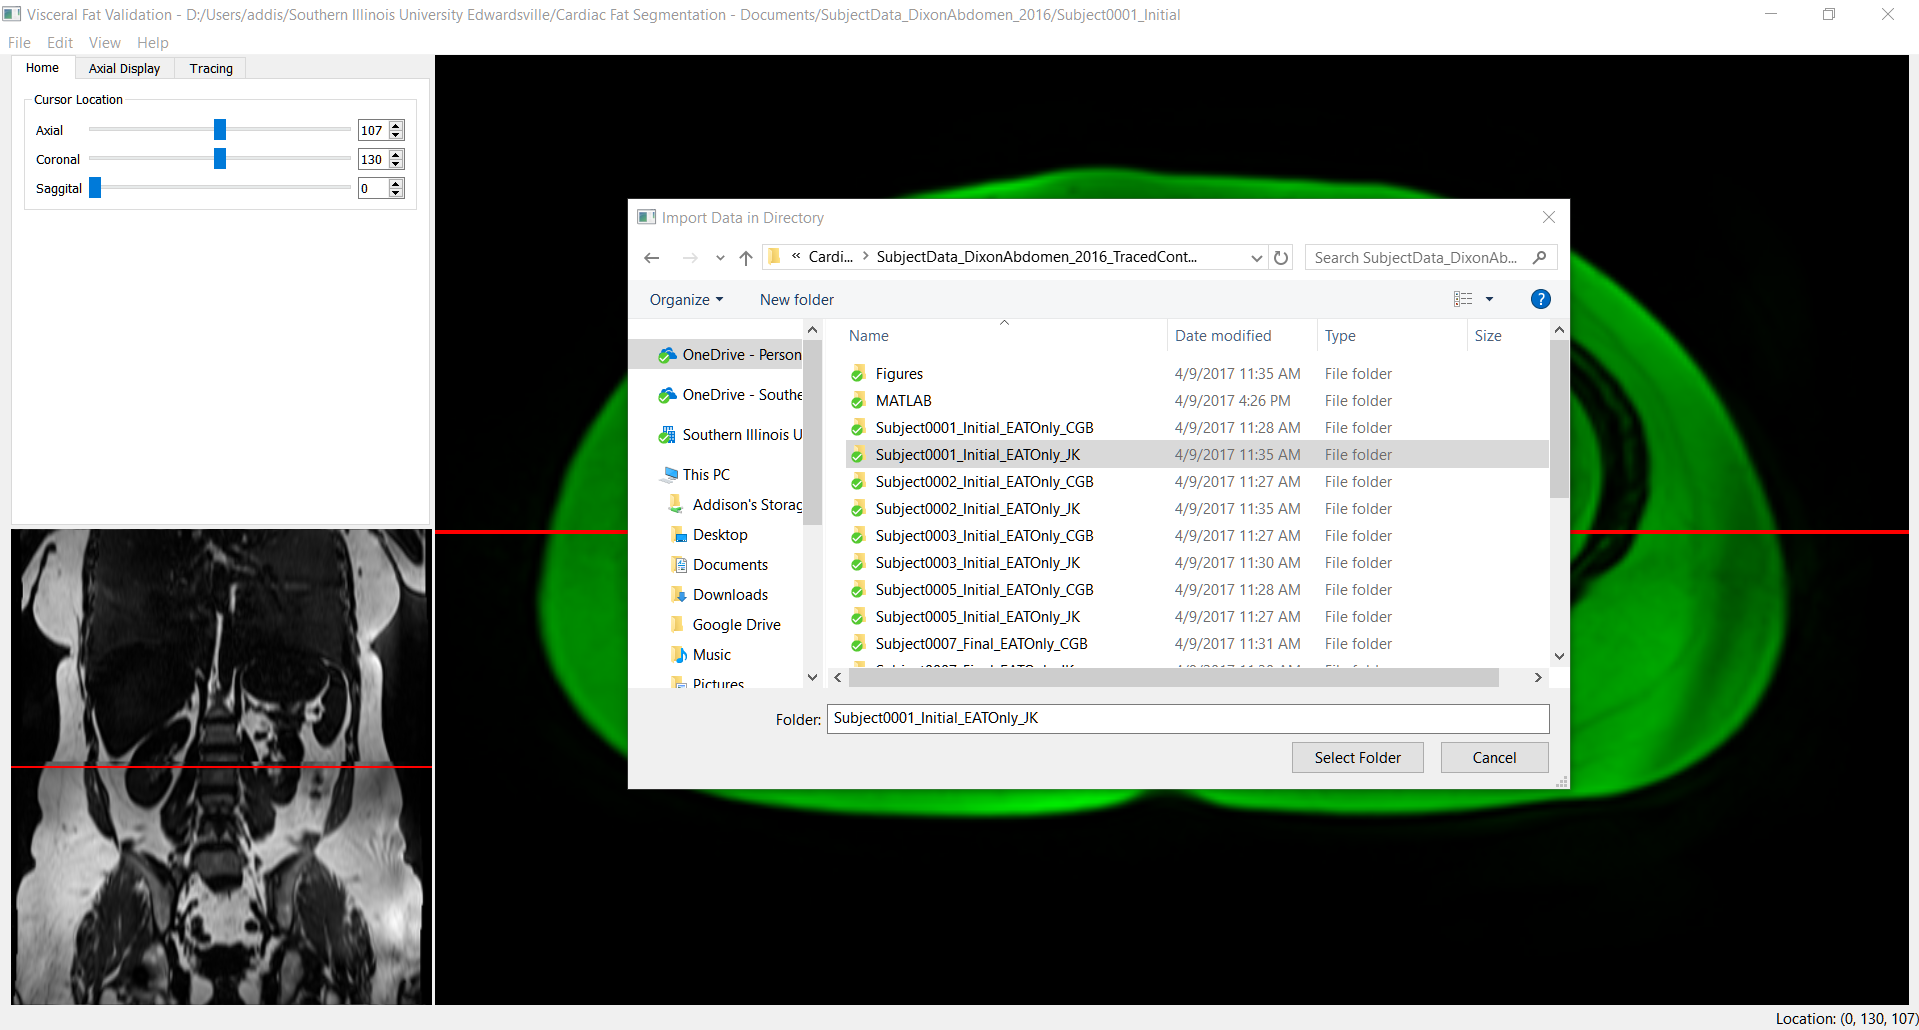 Visceral Fat Validation - D:/Users/addis/Southern Illinois University Edwardsville/Cardiac Fat Segmentation - Documents/SubjectData_DixonAbdomen_2016/Subject0001_Initial
File Edit View Help
Home Axial Display Tracing
Cursor Location
Axial 107
Coronal 130
Saggital 0
Import Data in Directory
« Cardi... > SubjectData_DixonAbdomen_2016_TracedCont...
Search SubjectData_DixonAb...
Organize New folder ?
Name Date modified Type Size
OneDrive - Person
OneDrive - Southe
Southern Illinois U
This PC
Addison's Storag
Desktop
Documents
Downloads
Google Drive
Music
Pictures
Figures 4/9/2017 11:35 AM File folder
MATLAB 4/9/2017 4:26 PM File folder
Subject0001_Initial_EATOnly_CGB 4/9/2017 11:28 AM File folder
Subject0001_Initial_EATOnly_JK 4/9/2017 11:35 AM File folder
Subject0002_Initial_EATOnly_CGB 4/9/2017 11:27 AM File folder
Subject0002_Initial_EATOnly_JK 4/9/2017 11:35 AM File folder
Subject0003_Initial_EATOnly_CGB 4/9/2017 11:27 AM File folder
Subject0003_Initial_EATOnly_JK 4/9/2017 11:30 AM File folder
Subject0005_Initial_EATOnly_CGB 4/9/2017 11:28 AM File folder
Subject0005_Initial_EATOnly_JK 4/9/2017 11:27 AM File folder
Subject0007_Final_EATOnly_CGB 4/9/2017 11:31 AM File folder
Folder: Subject0001_Initial_EATOnly_JK
Select Folder Cancel
Location: (0, 130, 107)